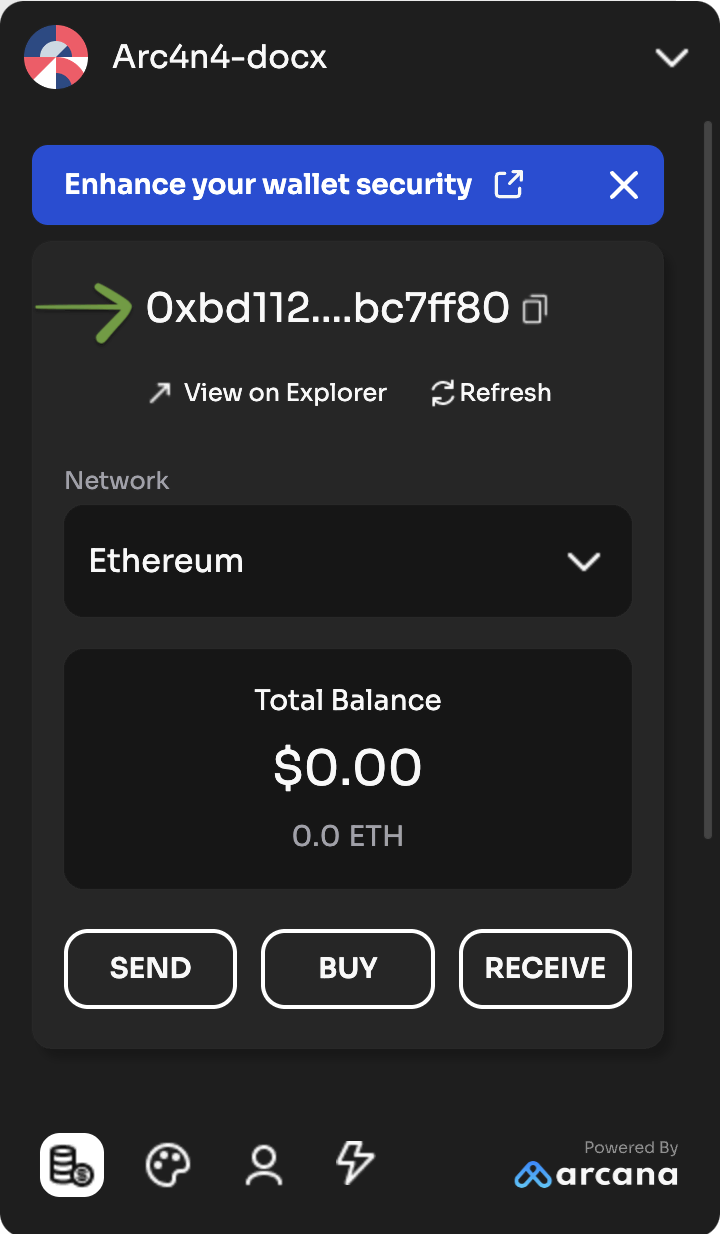 Arc4n4-docx
Enhance your wallet security
0xbd112....bc7ff80
View on Explorer Refresh
Network
Ethereum
Total Balance
$0.00
0.0 ETH
SEND BUY RECEIVE
Powered By
arcana